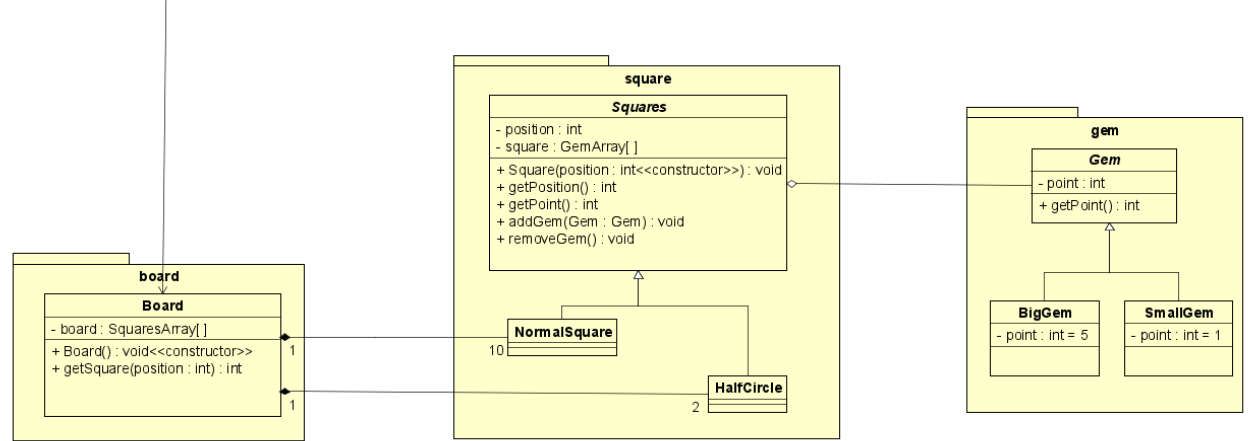 square
Squares
- position : int
- square : GemArray[ ]
+ Square(position : int<<constructor>>) : void
+ getPosition() : int
+ getPoint() : int
+ addGem(Gem : Gem) : void
+ removeGem() : void
NormalSquare
10
HalfCircle
2
gem
Gem
- point : int
+ getPoint() : int
BigGem
- point : int = 5
SmallGem
- point : int = 1
board
Board
- board : SquaresArray[ ]
+ Board() : void<<constructor>>
+ getSquare(position : int) : int
1
1